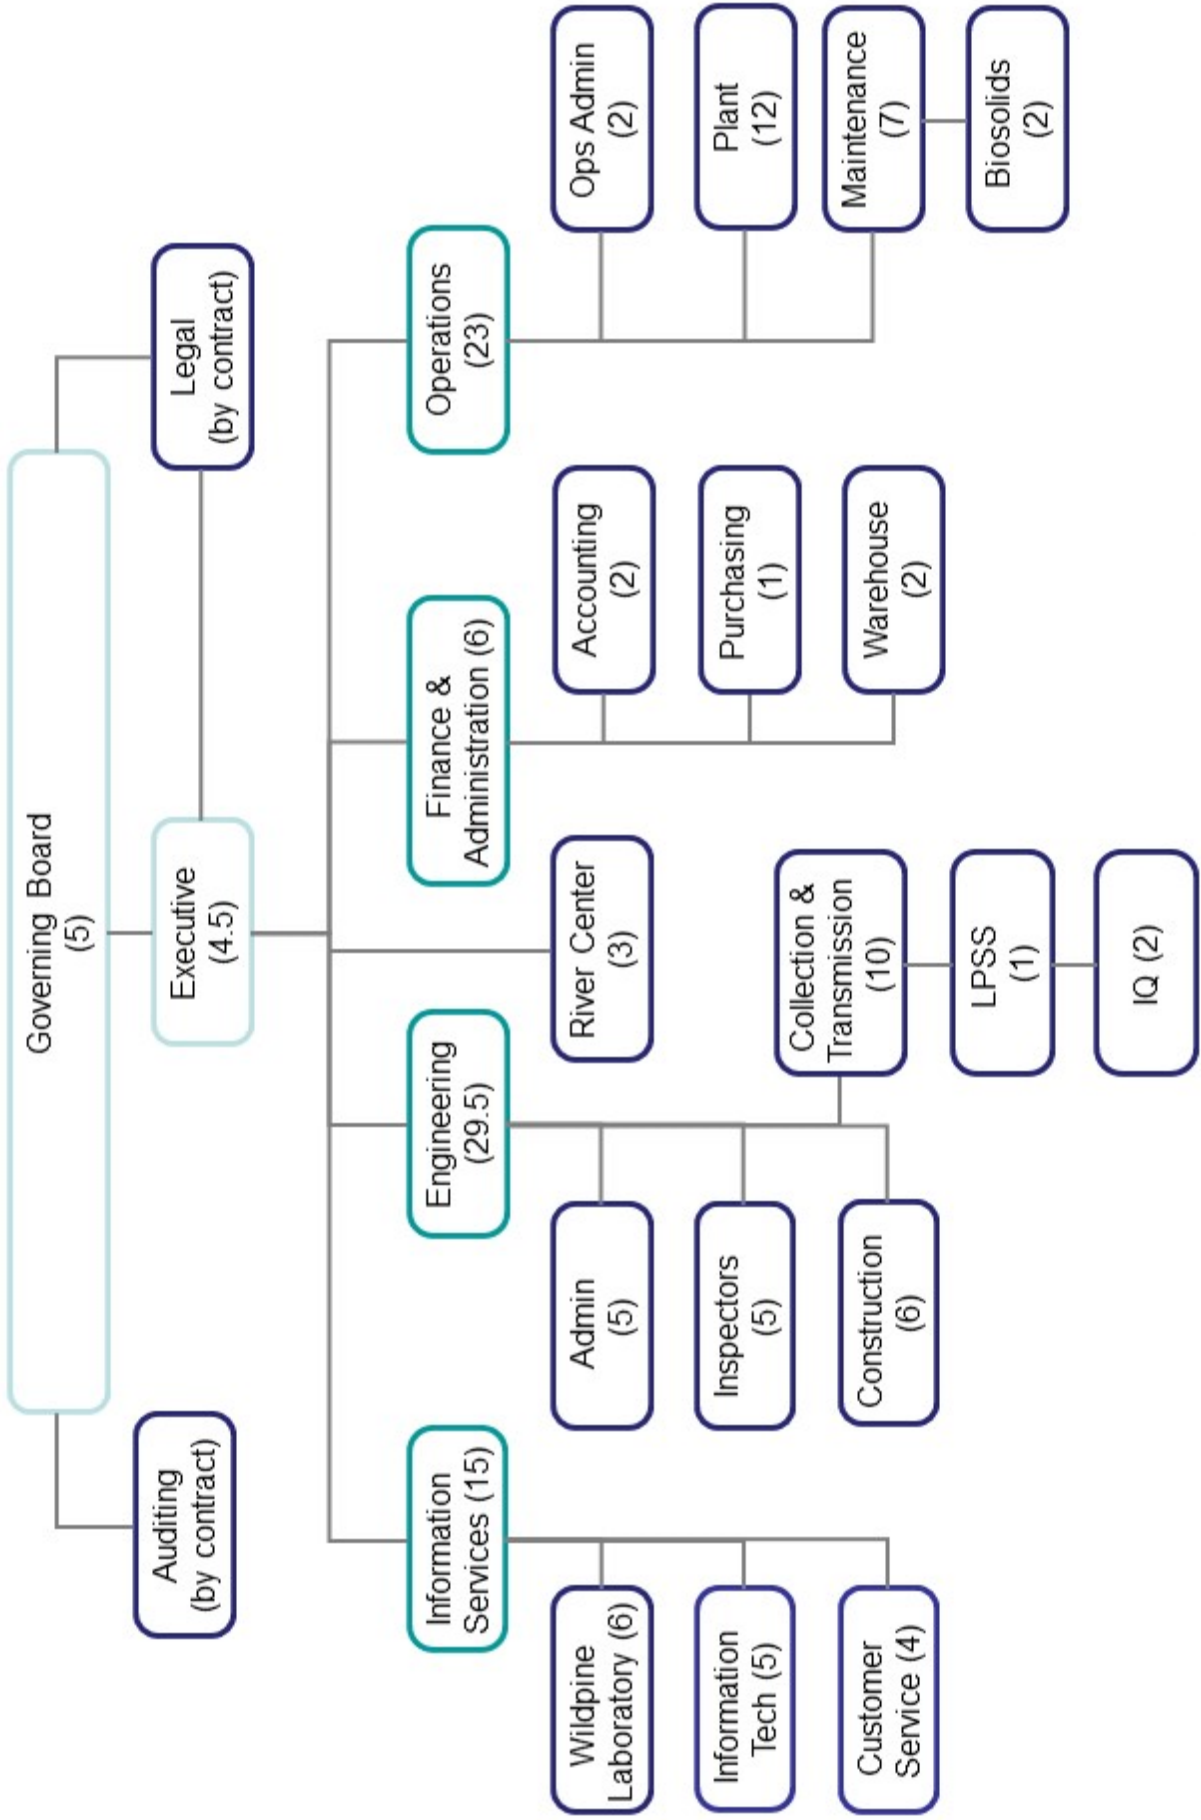 Governing Board
(5)
Auditing
(by contract)
Executive
(4.5)
Legal
(by contract)
Information
Services (15)
Engineering
(29.5)
Finance &
Administration (6)
Operations
(23)
Wildpine
Laboratory (6)
Information
Tech (5)
Customer
Service (4)
Admin
(5)
Inspectors
(5)
Construction
(6)
Collection &
Transmission
(10)
LPSS
(1)
IQ (2)
River Center
(3)
Accounting
(2)
Purchasing
(1)
Warehouse
(2)
Ops Admin
(2)
Plant
(12)
Maintenance
(7)
Biosolids
(2)